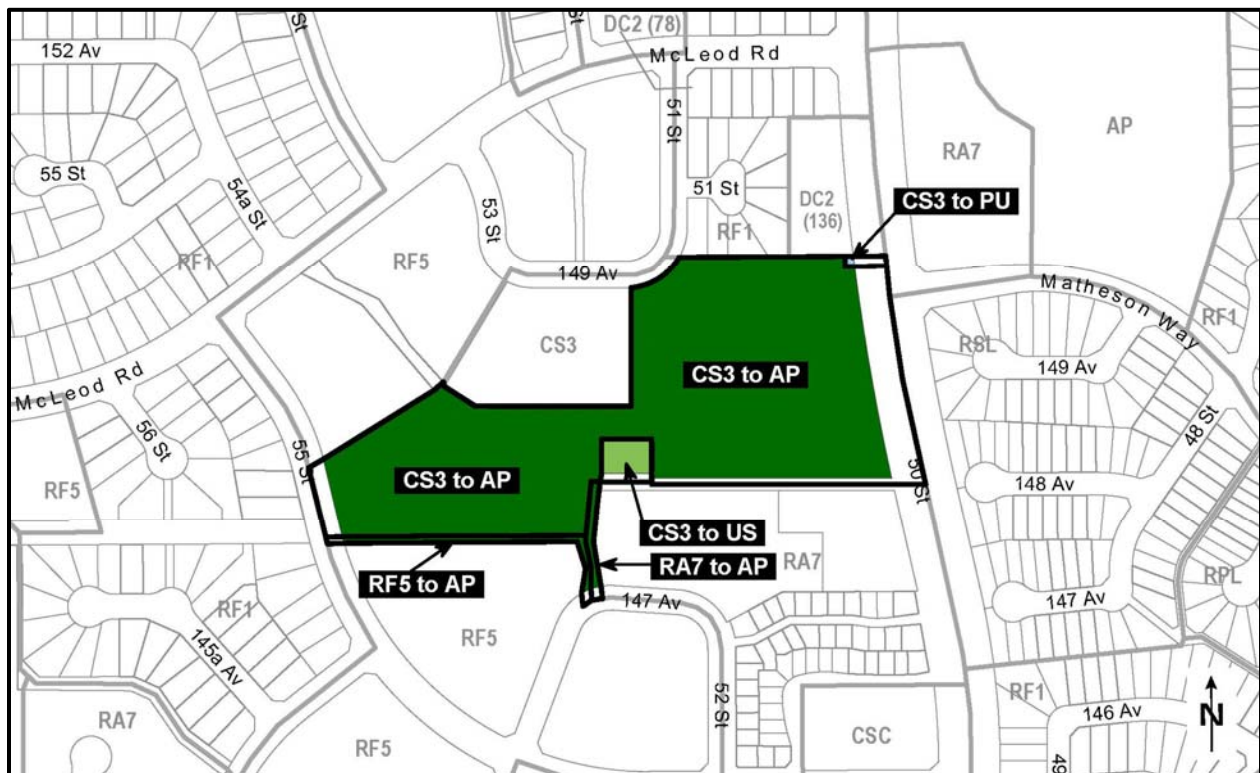 St
St
DC2 (78)
152 Av
McLeod Rd
51 St
AP
RA7
55 St
54a St
53 St
51 St
CS3 to PU
DC2
(136)
RF1
RF1
RF5
149 Av
Matheson Way
RF1
RSL
CS3
149 Av
CS3 to AP
McLeod Rd
48 St
56 St
55 St
CS3 to AP
50 St
148 Av
RF5
CS3 to US
RA7 to AP
RA7
RF5 to AP
RPL
147 Av
147 Av
RF1
145a Av
RF5
52 St
RF1
146 Av
N
RA7
RF5
CSC
49